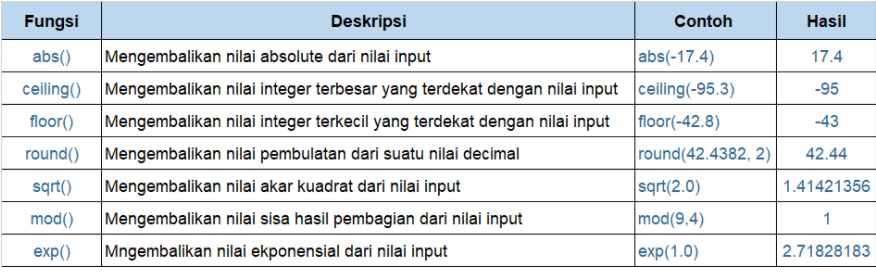 Fungsi Deskripsi Contoh Hasil
abs() Mengembalikan nilai absolute dari nilai input abs(-17.4) 17.4
ceiling() Mengembalikan nilai integer terbesar yang terdekat dengan nilai input ceiling(-95.3) -95
floor() Mengembalikan nilai integer terkecil yang terdekat dengan nilai input floor(-42.8) -43
round() Mengembalikan nilai pembulatan dari suatu nilai decimal round(42.4382, 2) 42.44
sqrt() Mengembalikan nilai akar kuadrat dari nilai input sqrt(2.0) 1.41421356
mod() Mengembalikan nilai sisa hasil pembagian dari nilai input mod(9,4) 1
exp() Mngembalikan nilai ekponensial dari nilai input exp(1.0) 2.71828183